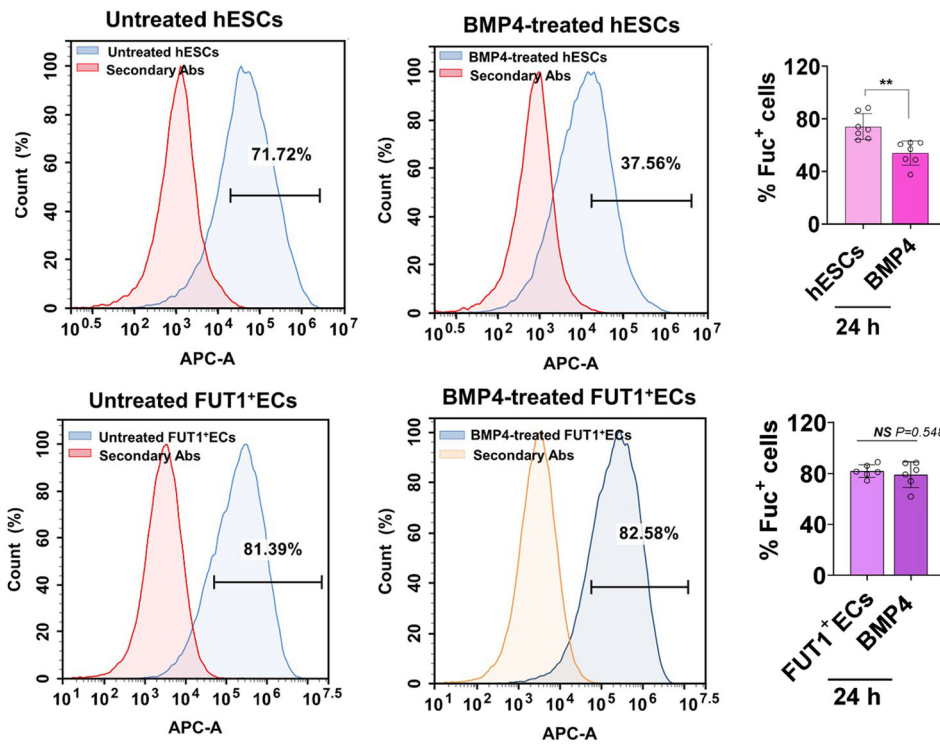 Untreated hESCs
Untreated hESCs
Secondary Abs
71.72%
Count (%)
0
20
40
60
80
100
10^0.5 10^2 10^3 10^4 10^5 10^6 10^7
APC-A
BMP4-treated hESCs
BMP4-treated hESCs
Secondary Abs
37.56%
Count (%)
0
20
40
60
80
100
10^0.5 10^2 10^3 10^4 10^5 10^6 10^7
APC-A
% Fuc⁺ cells
120
80
40
0
**
hESCs
BMP4
24 h
Untreated FUT1⁺ECs
Untreated FUT1⁺ECs
Secondary Abs
81.39%
Count (%)
0
20
40
60
80
100
10^1 10^2 10^3 10^4 10^5 10^6 10^7.5
APC-A
BMP4-treated FUT1⁺ECs
BMP4-treated FUT1⁺ECs
Secondary Abs
82.58%
Count (%)
0
20
40
60
80
100
10^1 10^2 10^3 10^4 10^5 10^6 10^7.5
APC-A
% Fuc⁺ cells
120
80
40
0
NS P=0.548
FUT1⁺ECs
BMP4
24 h